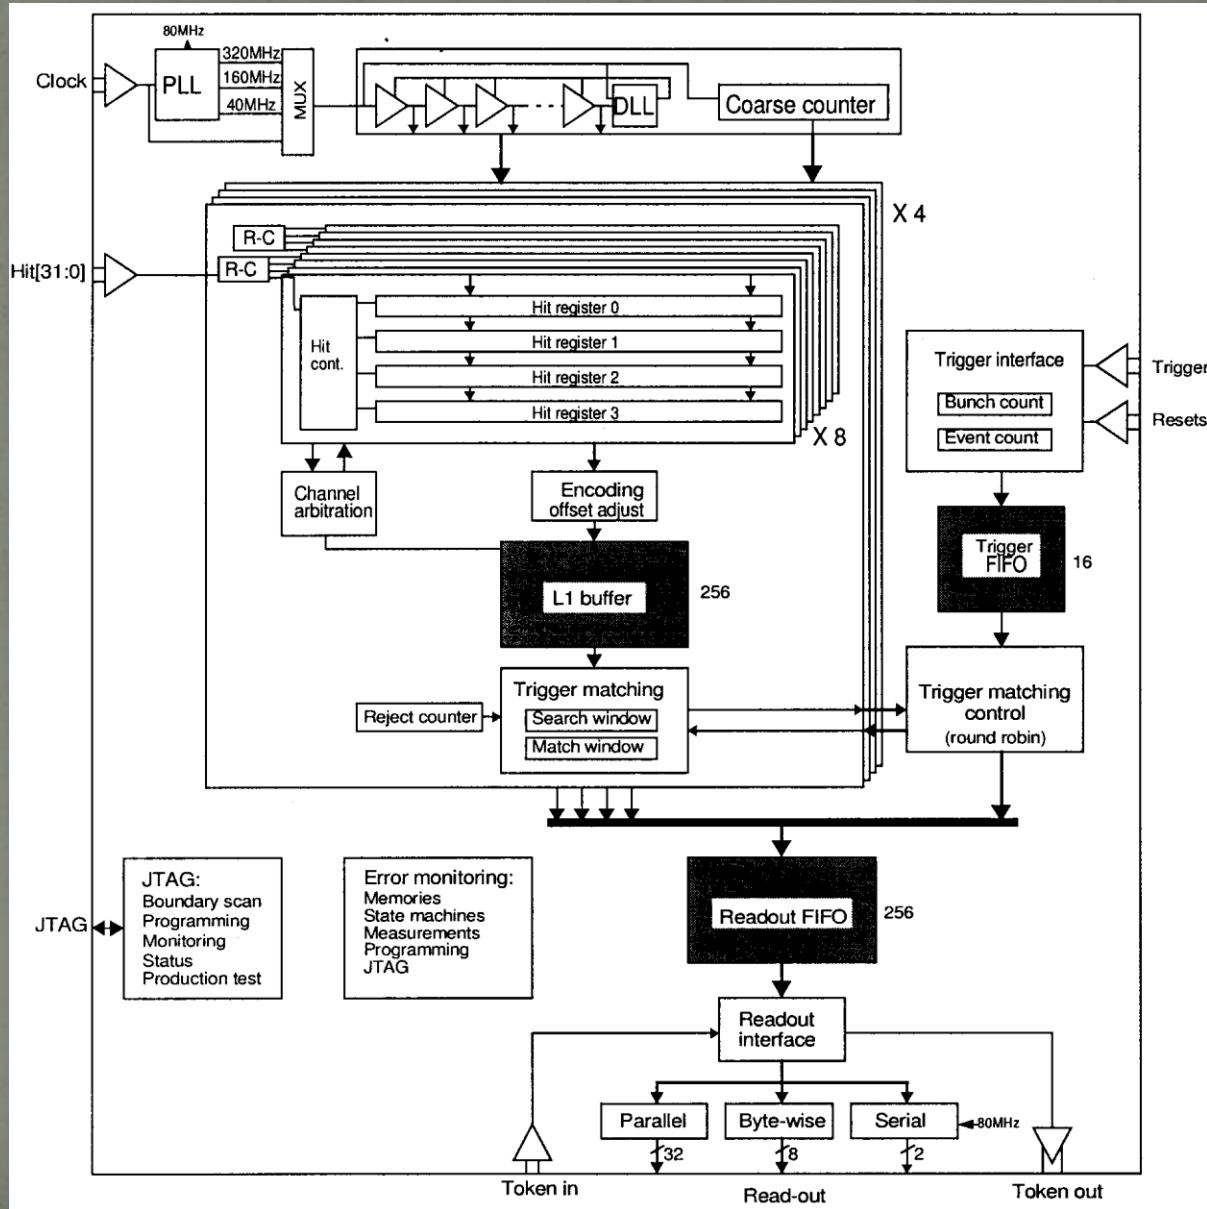 80MHz
320MHz
Clock
PLL
160MHz
MUX
40MHz
DLL
Coarse counter
X 4
R-C
Hit[31:0]
R-C
Hit register 0
Hit cont.
Hit register 1
Hit register 2
Hit register 3
X 8
Trigger interface
Trigger
Bunch count
Resets
Event count
Channel
arbitration
Encoding
offset adjust
Trigger
FIFO
16
L1 buffer
256
Trigger matching
Reject counter
Search window
Match window
Trigger matching
control
(round robin)
JTAG
JTAG:
Boundary scan
Programming
Monitoring
Status
Production test
Error monitoring:
Memories
State machines
Measurements
Programming
JTAG
Readout FIFO
256
Readout
interface
Parallel
Byte-wise
Serial
80MHz
32
8
2
Token in
Read-out
Token out